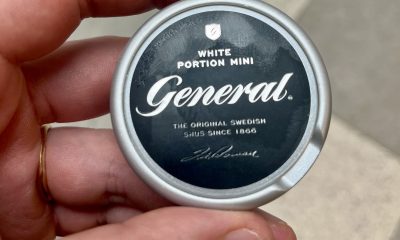 WHITE
PORTION MINI
General
THE ORIGINAL SWEDISH
SNUS SINCE 1866